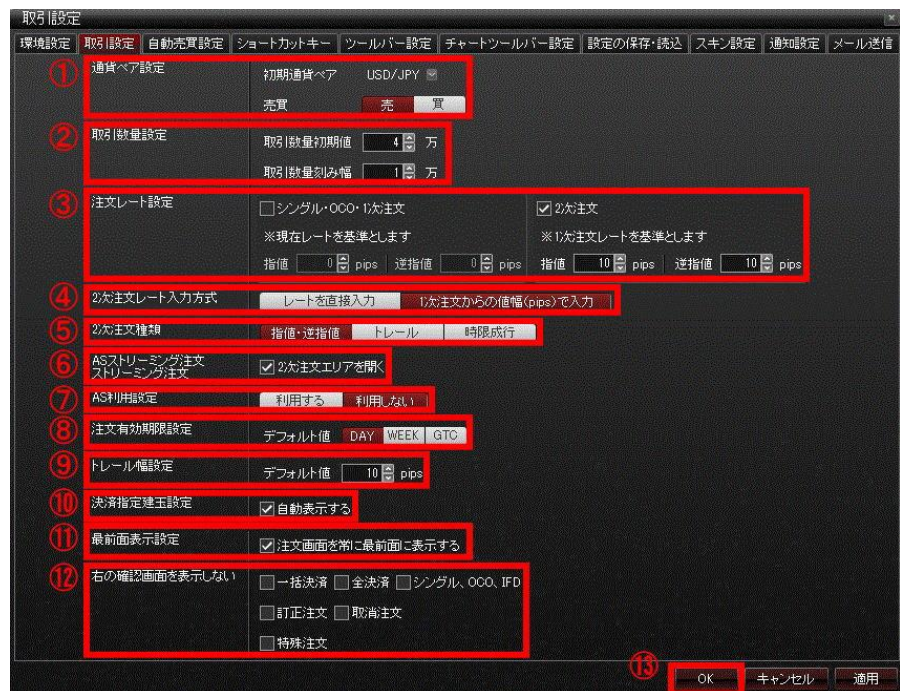 取引設定
環境設定 取引設定 自動売買設定 ショートカットキー ツールバー設定 チャートツールバー設定 設定の保存・読込 スキン設定 通知設定 メール送信
① 通貨ペア設定 初期通貨ペア USD/JPY
売買 売 買
② 取引数量設定 取引数量初期値 4 万
取引数量刻み幅 1 万
③ 注文レート設定 シングル・OCO・1次注文 2次注文
※現在レートを基準とします ※1次注文レートを基準とします
指値 0 pips 逆指値 0 pips 指値 10 pips 逆指値 10 pips
④ 2次注文レート入力方式 レートを直接入力 1次注文からの値幅(pips)で入力
⑤ 2次注文種類 指値・逆指値 トレール 時限成行
⑥ ASストリーミング注文
ストリーミング注文 2次注文エリアを開く
⑦ AS利用設定 利用する 利用しない
⑧ 注文有効期限設定 デフォルト値 DAY WEEK GTC
⑨ トレール幅設定 デフォルト値 10 pips
⑩ 決済指定建玉設定 自動表示する
⑪ 最前面表示設定 注文画面を常に最前面に表示する
⑫ 右の確認画面を表示しない 一括決済 全決済 シングル、OCO、IFD
訂正注文 取消注文
特殊注文
⑬ OK キャンセル 適用